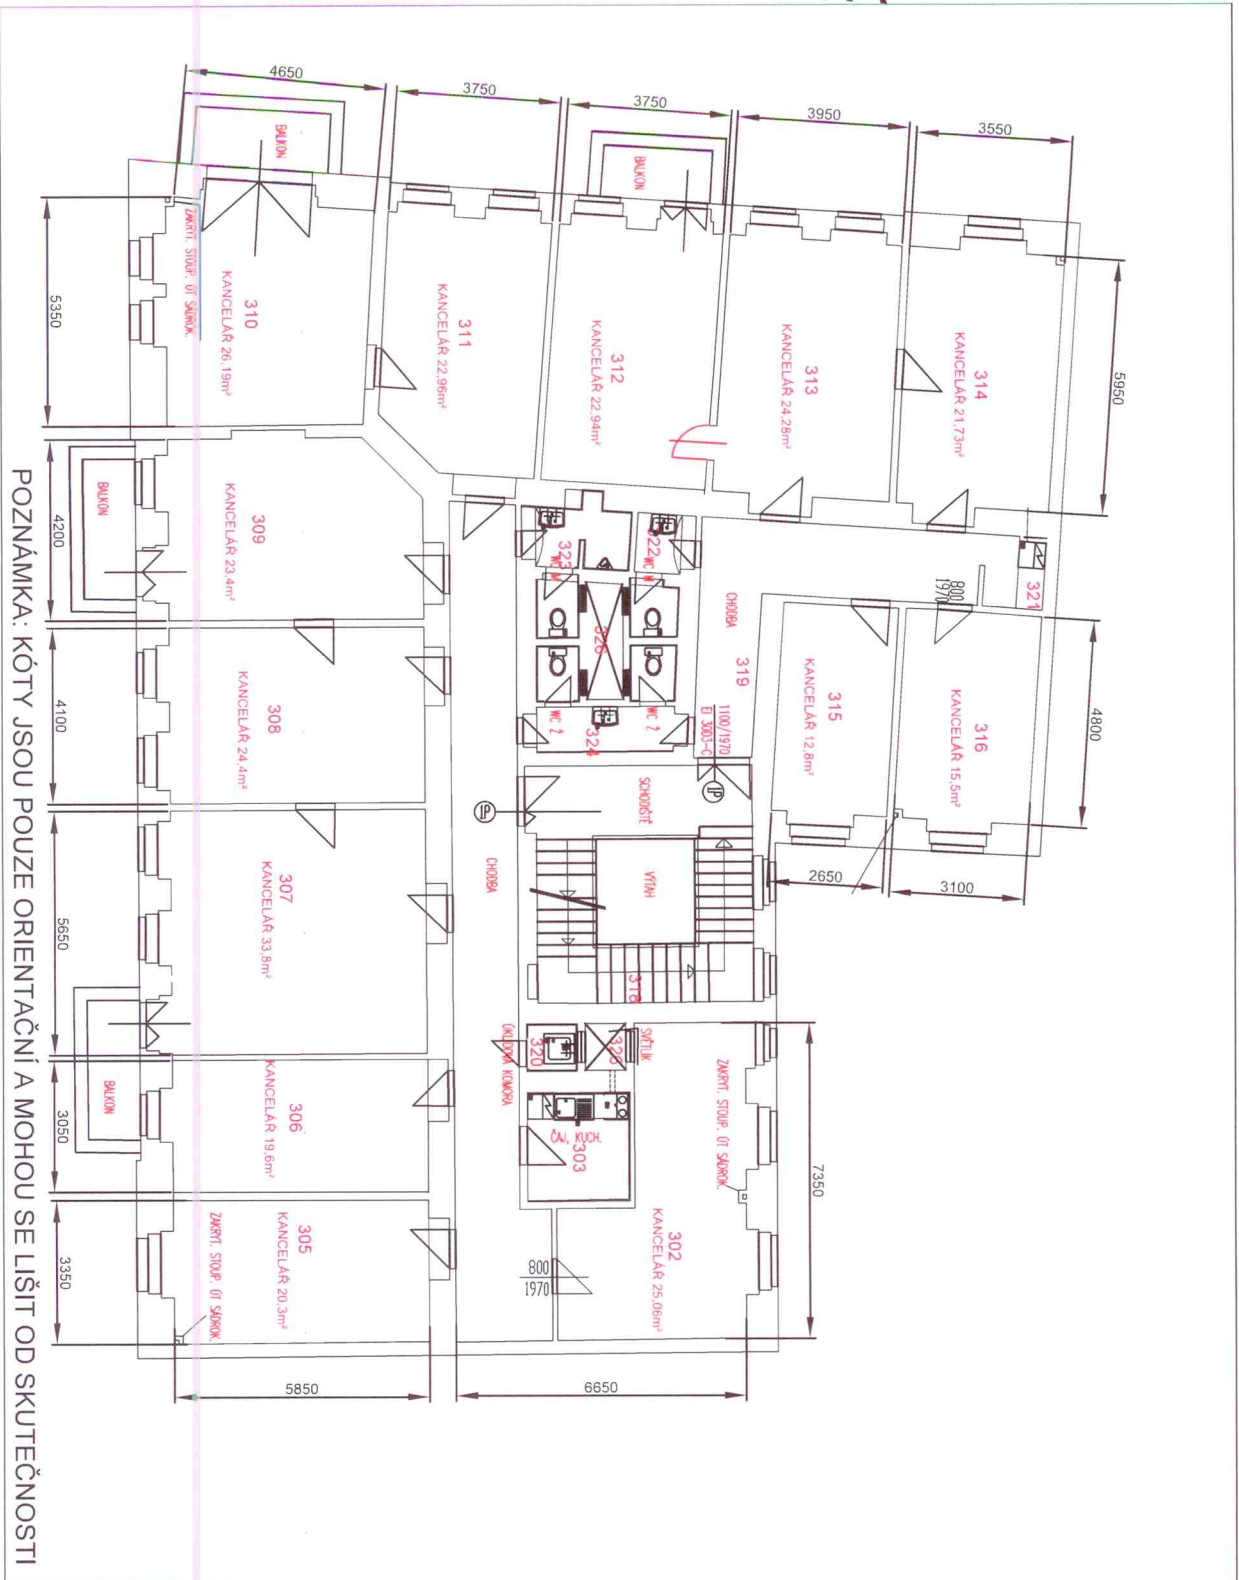 4650
3750
3750
3950
3550
BALKON
BALKON
ZAKRYT. STOUP. ÚT SÁDROK.
310
KANCELÁŘ 26,19m²
311
KANCELÁŘ 22,96m²
312
KANCELÁŘ 22,94m²
313
KANCELÁŘ 24,28m²
314
KANCELÁŘ 21,73m²
5350
5950
309
KANCELÁŘ 23,4m²
BALKON
4200
323
WC M
322
WC M
CHODBA
319
321
800
1970
315
KANCELÁŘ 12,8m²
316
KANCELÁŘ 15,5m²
4800
308
KANCELÁŘ 24,4m²
4100
WC Ž
324
WC Ž
1100/1970
EI 30D3-C
SCHODIŠTĚ
VÝTAH
318
CHODBA
2650
3100
307
KANCELÁŘ 33,8m²
5650
BALKON
306
KANCELÁŘ 19,6m²
3050
ÚKLIDOVÁ KOMORA
320
SVĚTLÍK
ČAJ. KUCH.
303
ZAKRYT. STOUP. ÚT SÁDROK.
7350
302
KANCELÁŘ 25,06m²
800
1970
305
KANCELÁŘ 20,3m²
ZAKRYT. STOUP. ÚT SÁDROK.
3350
5850
6650
POZNÁMKA: KÓTY JSOU POUZE ORIENTAČNÍ A MOHOU SE LIŠIT OD SKUTEČNOSTI